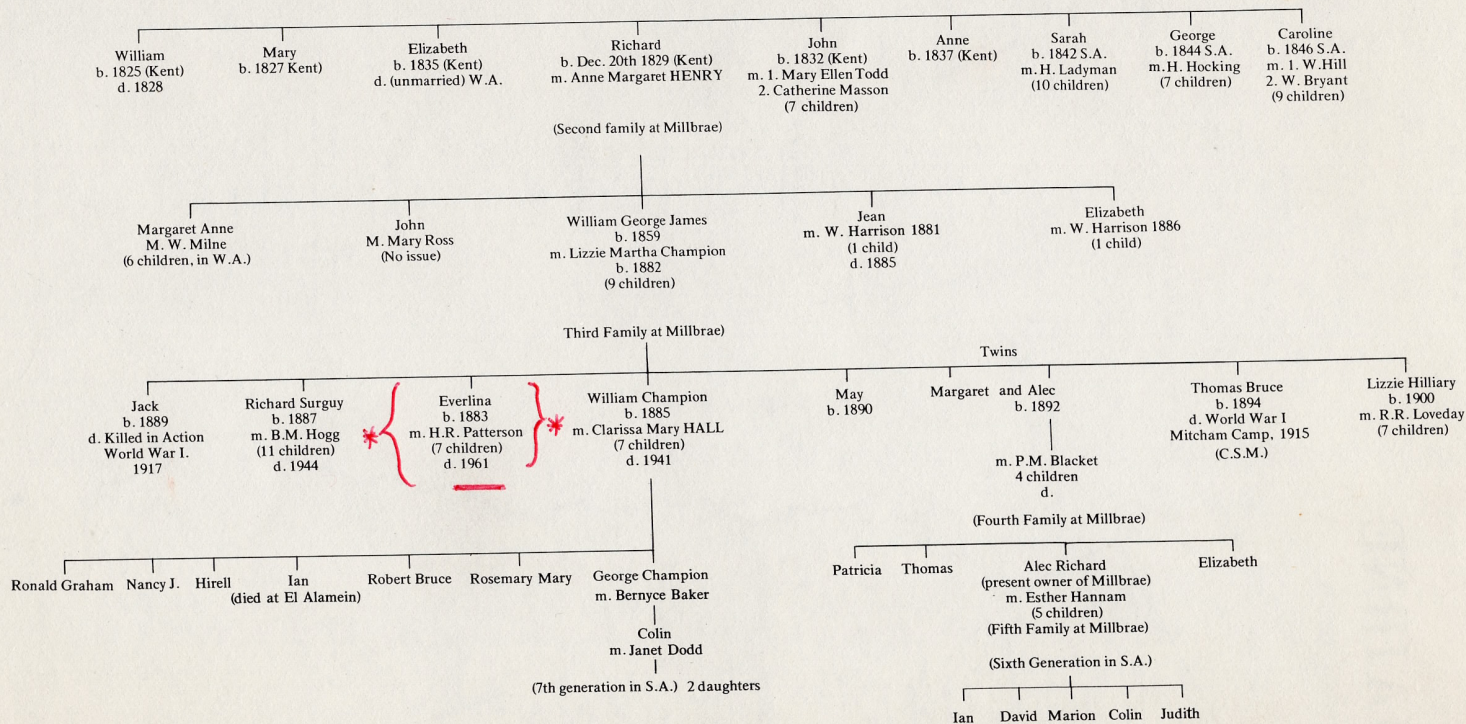 William
b. 1825 (Kent)
d. 1828
Mary
b. 1827 Kent)
Elizabeth
b. 1835 (Kent)
d. (unmarried) W.A.
Richard
b. Dec. 20th 1829 (Kent)
m. Anne Margaret HENRY
(Second family at Millbrae)
John
b. 1832 (Kent)
m. 1. Mary Ellen Todd
2. Catherine Masson
(7 children)
Anne
b. 1837 (Kent)
Sarah
b. 1842 S.A.
m. H. Ladyman
(10 children)
George
b. 1844 S.A.
m. H. Hocking
(7 children)
Caroline
b. 1846 S.A.
m. 1. W. Hill
2. W. Bryant
(9 children)
Margaret Anne
M. W. Milne
(6 children, in W.A.)
John
M. Mary Ross
(No issue)
William George James
b. 1859
m. Lizzie Martha Champion
b. 1882
(9 children)
Third Family at Millbrae)
Jean
m. W. Harrison 1881
(1 child)
d. 1885
Elizabeth
m. W. Harrison 1886
(1 child)
Jack
b. 1889
d. Killed in Action
World War I.
1917
Richard Surguy
b. 1887
m. B.M. Hogg
(11 children)
d. 1944
Everlina
b. 1883
m. H.R. Patterson
(7 children)
d. 1961
William Champion
b. 1885
m. Clarissa Mary HALL
(7 children)
d. 1941
May
b. 1890
Twins
Margaret and Alec
b. 1892
m. P.M. Blacket
4 children
d.
(Fourth Family at Millbrae)
Thomas Bruce
b. 1894
d. World War I
Mitcham Camp, 1915
(C.S.M.)
Lizzie Hilliary
b. 1900
m. R.R. Loveday
(7 children)
Ronald Graham
Nancy J.
Hirell
Ian
(died at El Alamein)
Robert Bruce
Rosemary Mary
George Champion
m. Bernyce Baker
Colin
m. Janet Dodd
(7th generation in S.A.) 2 daughters
Patricia
Thomas
Alec Richard
(present owner of Millbrae)
m. Esther Hannam
(5 children)
(Fifth Family at Millbrae)
Elizabeth
(Sixth Generation in S.A.)
Ian
David
Marion
Colin
Judith